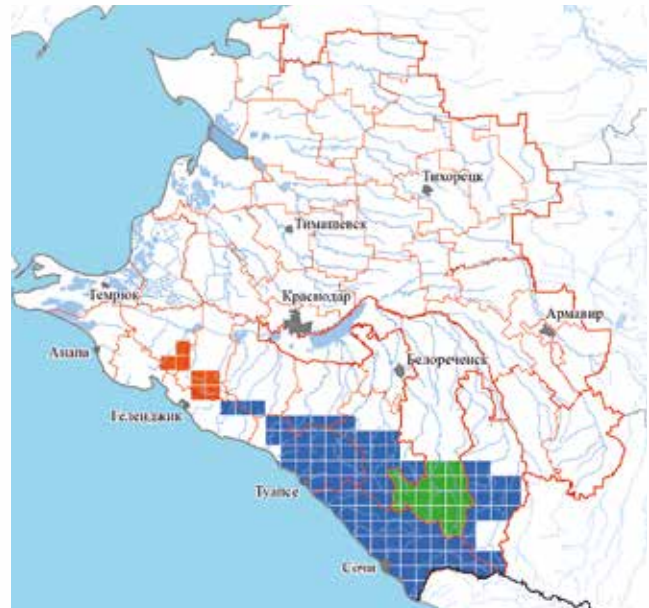 Тихорецк
Тимашевск
Темрюк
Краснодар
Армавир
Анапа
Белореченск
Геленджик
Туапсе
Сочи